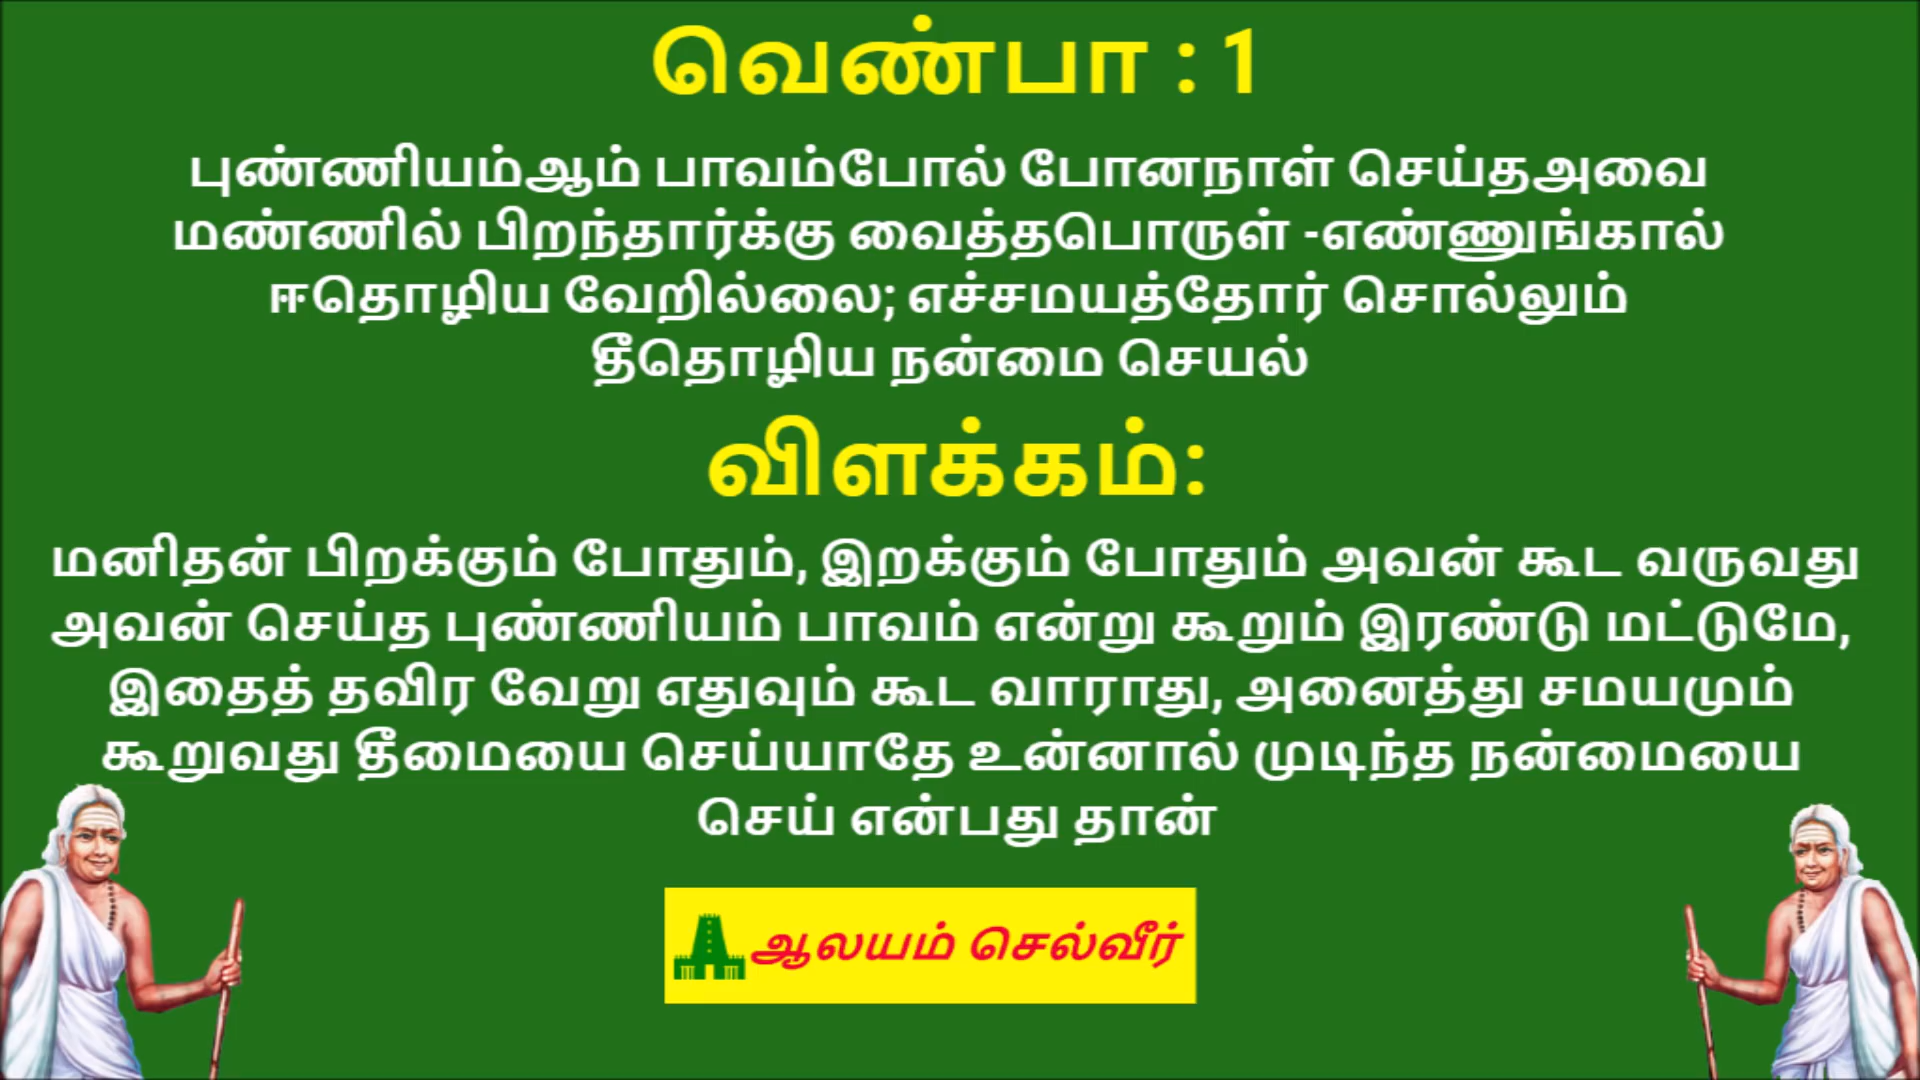 வெண்பா : 1
புண்ணியம்ஆம் பாவம்போல் போனநாள் செய்தஅவை
மண்ணில் பிறந்தார்க்கு வைத்தபொருள் -எண்ணுங்கால்
ஈதொழிய வேறில்லை; எச்சமயத்தோர் சொல்லும்
தீதொழிய நன்மை செயல்
விளக்கம்:
மனிதன் பிறக்கும் போதும், இறக்கும் போதும் அவன் கூட வருவது
அவன் செய்த புண்ணியம் பாவம் என்று கூறும் இரண்டு மட்டுமே,
இதைத் தவிர வேறு எதுவும் கூட வாராது, அனைத்து சமயமும்
கூறுவது தீமையை செய்யாதே உன்னால் முடிந்த நன்மையை
செய் என்பது தான்
ஆலயம் செல்வீர்